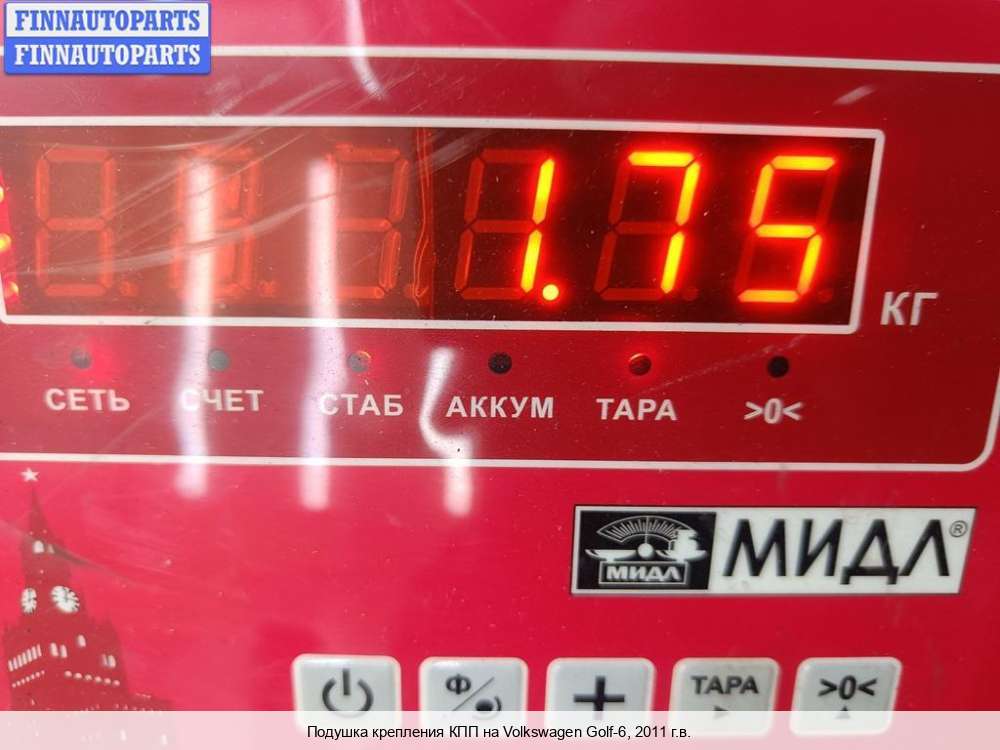 FINNAUTOPARTS
FINNAUTOPARTS
1.75
КГ
СЕТЬ СЧЕТ СТАБ АККУМ ТАРА >0<
МИДЛ МИДЛ®
Ф ТАРА >0<
Подушка крепления КПП на Volkswagen Golf-6, 2011 г.в.